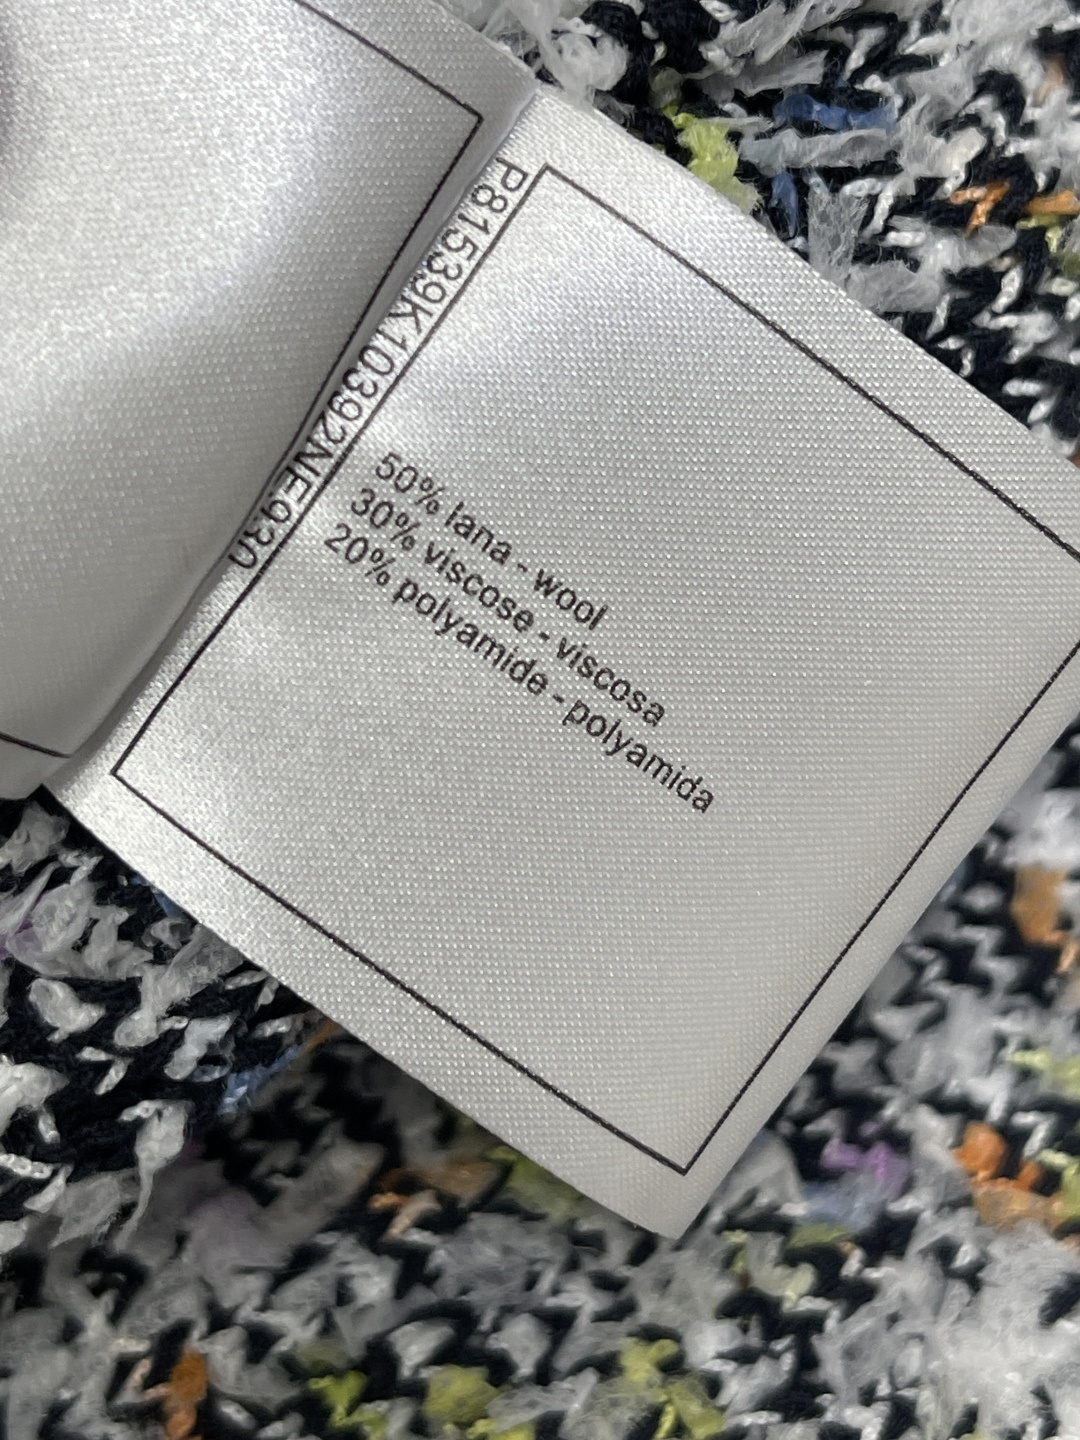 P81539K10392NE930
50% lana - wool
30% viscose - viscosa
20% polyamide - polyamida